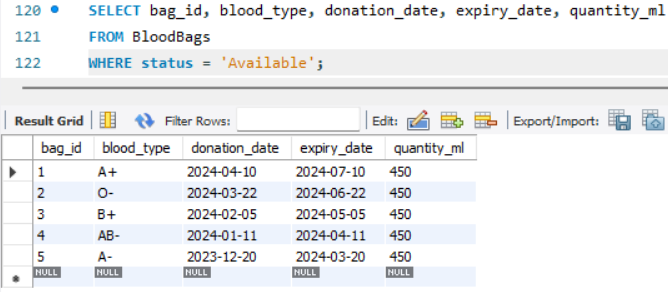 120 SELECT bag_id, blood_type, donation_date, expiry_date, quantity_ml
121 FROM BloodBags
122 WHERE status = 'Available';
Result Grid Filter Rows: Edit: Export/Import:
bag_id blood_type donation_date expiry_date quantity_ml
1 A+ 2024-04-10 2024-07-10 450
2 O- 2024-03-22 2024-06-22 450
3 B+ 2024-02-05 2024-05-05 450
4 AB- 2024-01-11 2024-04-11 450
5 A- 2023-12-20 2024-03-20 450
NULL NULL NULL NULL NULL